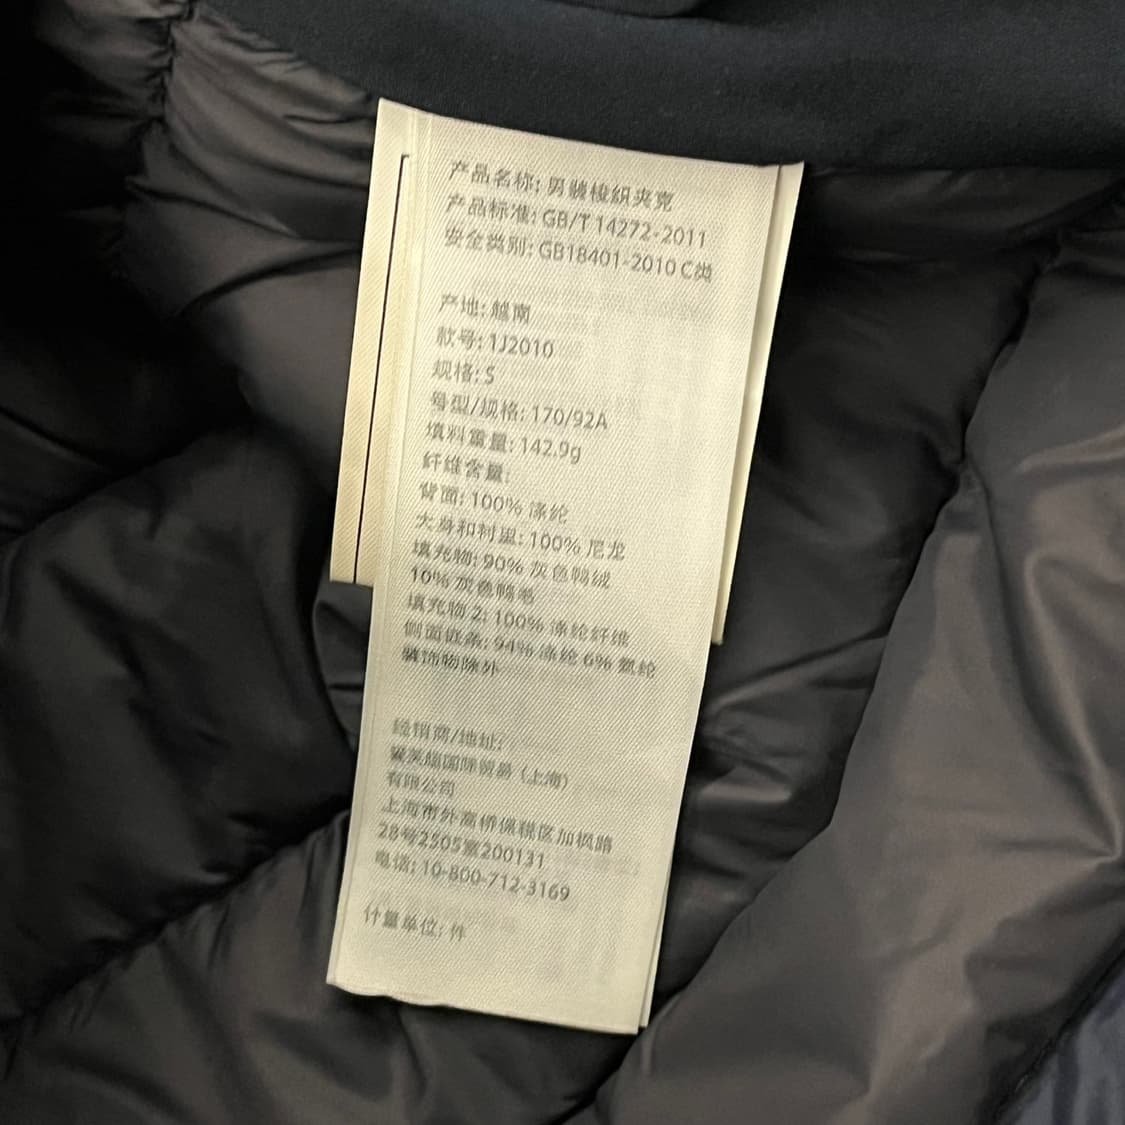 产品名称: 男装梭织夹克
产品标准: GB/T 14272-2011
安全类别: GB18401-2010 C类
产地: 越南
款号: 1J2010
规格: S
号型/规格: 170/92A
填料重量: 142.9g
纤维含量:
背面: 100% 涤纶
大身和利里: 100% 尼龙
填充物: 90% 灰色鸭绒
10% 灰色鸭毛
填充物 2: 100% 涤纶纤维
侧面嵌条: 94% 涤纶 6% 氨纶
装饰物除外
经销商/地址:
国际贸易 (上海)
有限公司
上海市外高桥保税区加枫路
28号2505室200131
电话: 10-800-712-3169
计量单位: 件